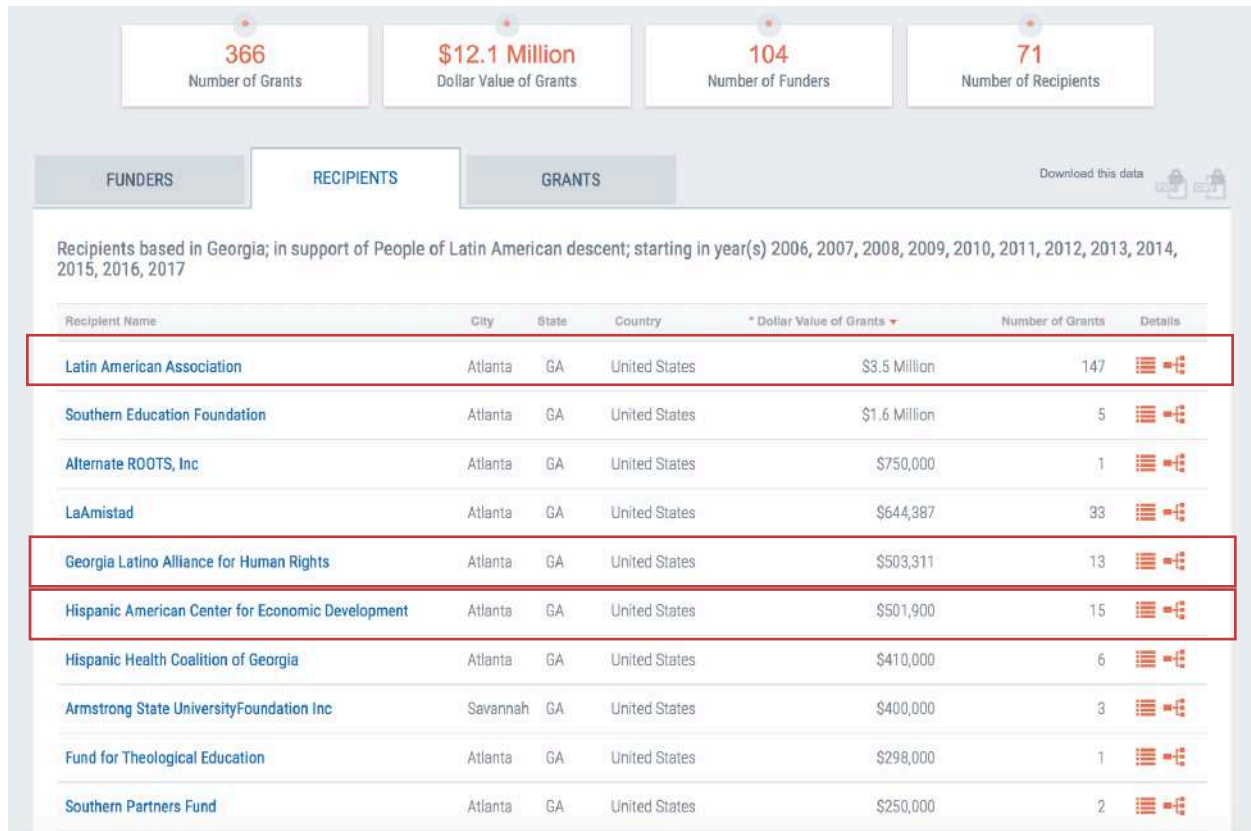 366 $12.1 Million 104 71
Number of Grants Dollar Value of Grants Number of Funders Number of Recipients
FUNDERS RECIPIENTS GRANTS Download this data
Recipients based in Georgia; in support of People of Latin American descent; starting in year(s) 2006, 2007, 2008, 2009, 2010, 2011, 2012, 2013, 2014,
2015, 2016, 2017
Recipient Name City State Country * Dollar Value of Grants Number of Grants Details
Latin American Association Atlanta GA United States $3.5 Million 147
Southern Education Foundation Atlanta GA United States $1.6 Million 5
Alternate ROOTS, Inc Atlanta GA United States $750,000 1
LaAmistad Atlanta GA United States $644,387 33
Georgia Latino Alliance for Human Rights Atlanta GA United States $503,311 13
Hispanic American Center for Economic Development Atlanta GA United States $501,900 15
Hispanic Health Coalition of Georgia Atlanta GA United States $410,000 6
Armstrong State UniversityFoundation Inc Savannah GA United States $400,000 3
Fund for Theological Education Atlanta GA United States $298,000 1
Southern Partners Fund Atlanta GA United States $250,000 2